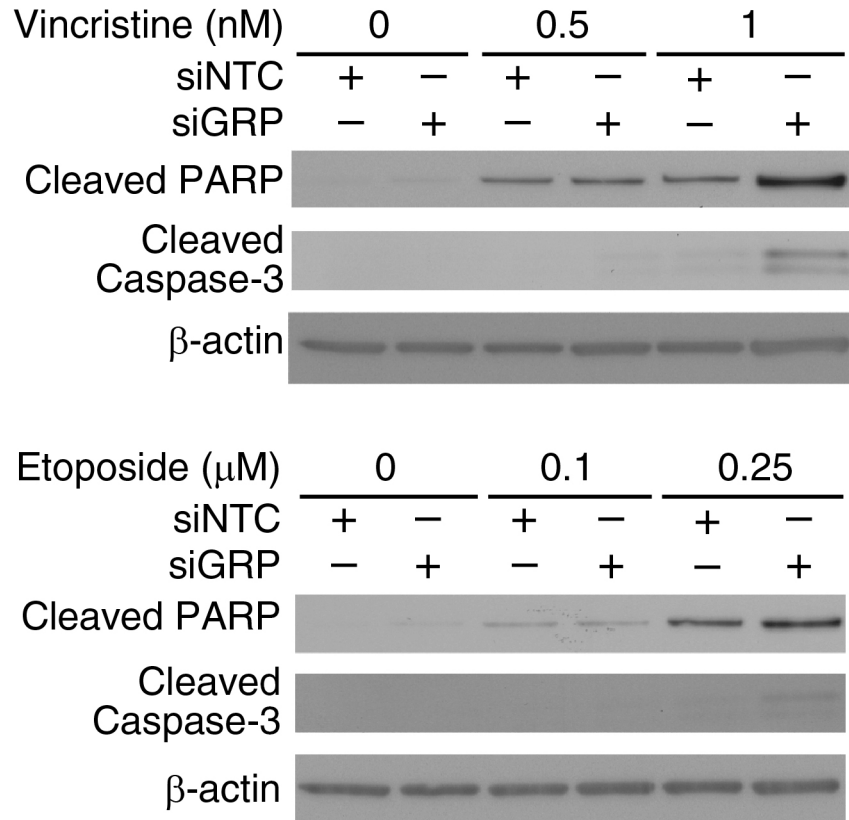 Vincristine (nM) 0 0.5 1
siNTC + − + − + −
siGRP − + − + − +
Cleaved PARP
Cleaved
Caspase-3
β-actin
Etoposide (μM) 0 0.1 0.25
siNTC + − + − + −
siGRP − + − + − +
Cleaved PARP
Cleaved
Caspase-3
β-actin